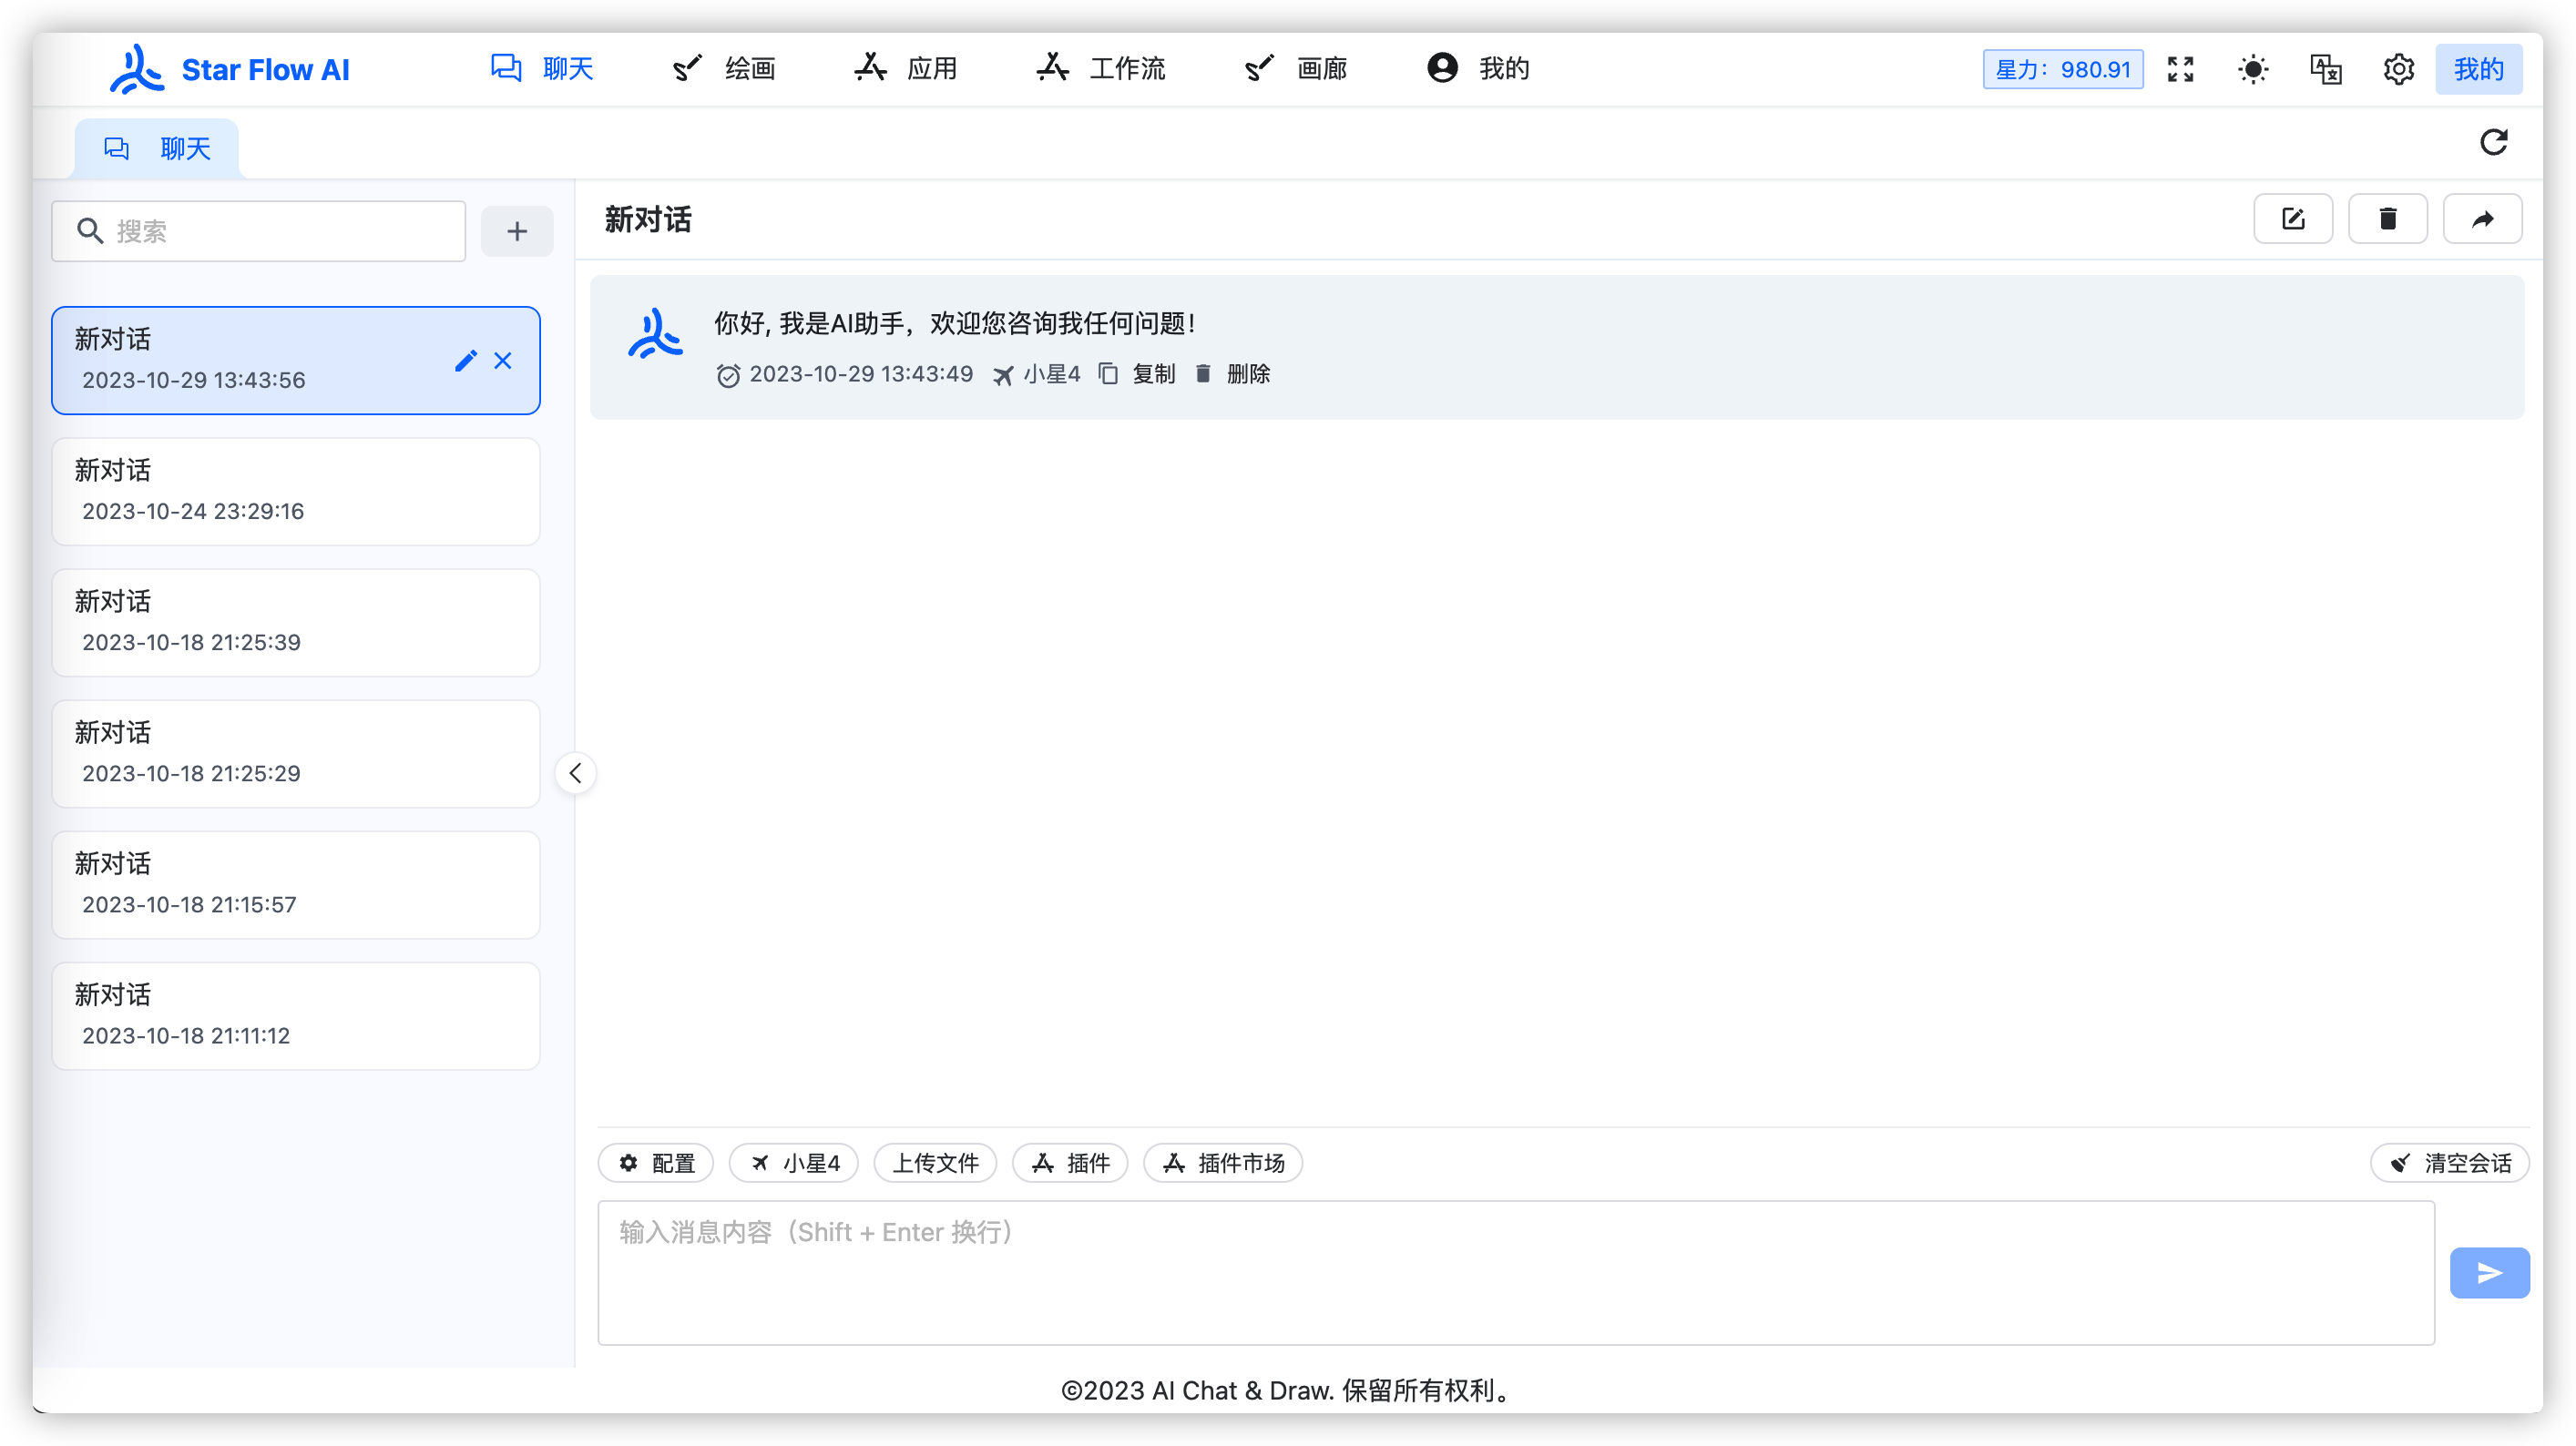 Star Flow AI 聊天 绘画 应用 工作流 画廊 我的 星力：980.91 我的
聊天
搜索
新对话
2023-10-29 13:43:56
新对话
2023-10-24 23:29:16
新对话
2023-10-18 21:25:39
新对话
2023-10-18 21:25:29
新对话
2023-10-18 21:15:57
新对话
2023-10-18 21:11:12
新对话
你好, 我是AI助手，欢迎您咨询我任何问题！
2023-10-29 13:43:49 小星4 复制 删除
配置 小星4 上传文件 插件 插件市场 清空会话
输入消息内容（Shift + Enter 换行）
©2023 AI Chat & Draw. 保留所有权利。